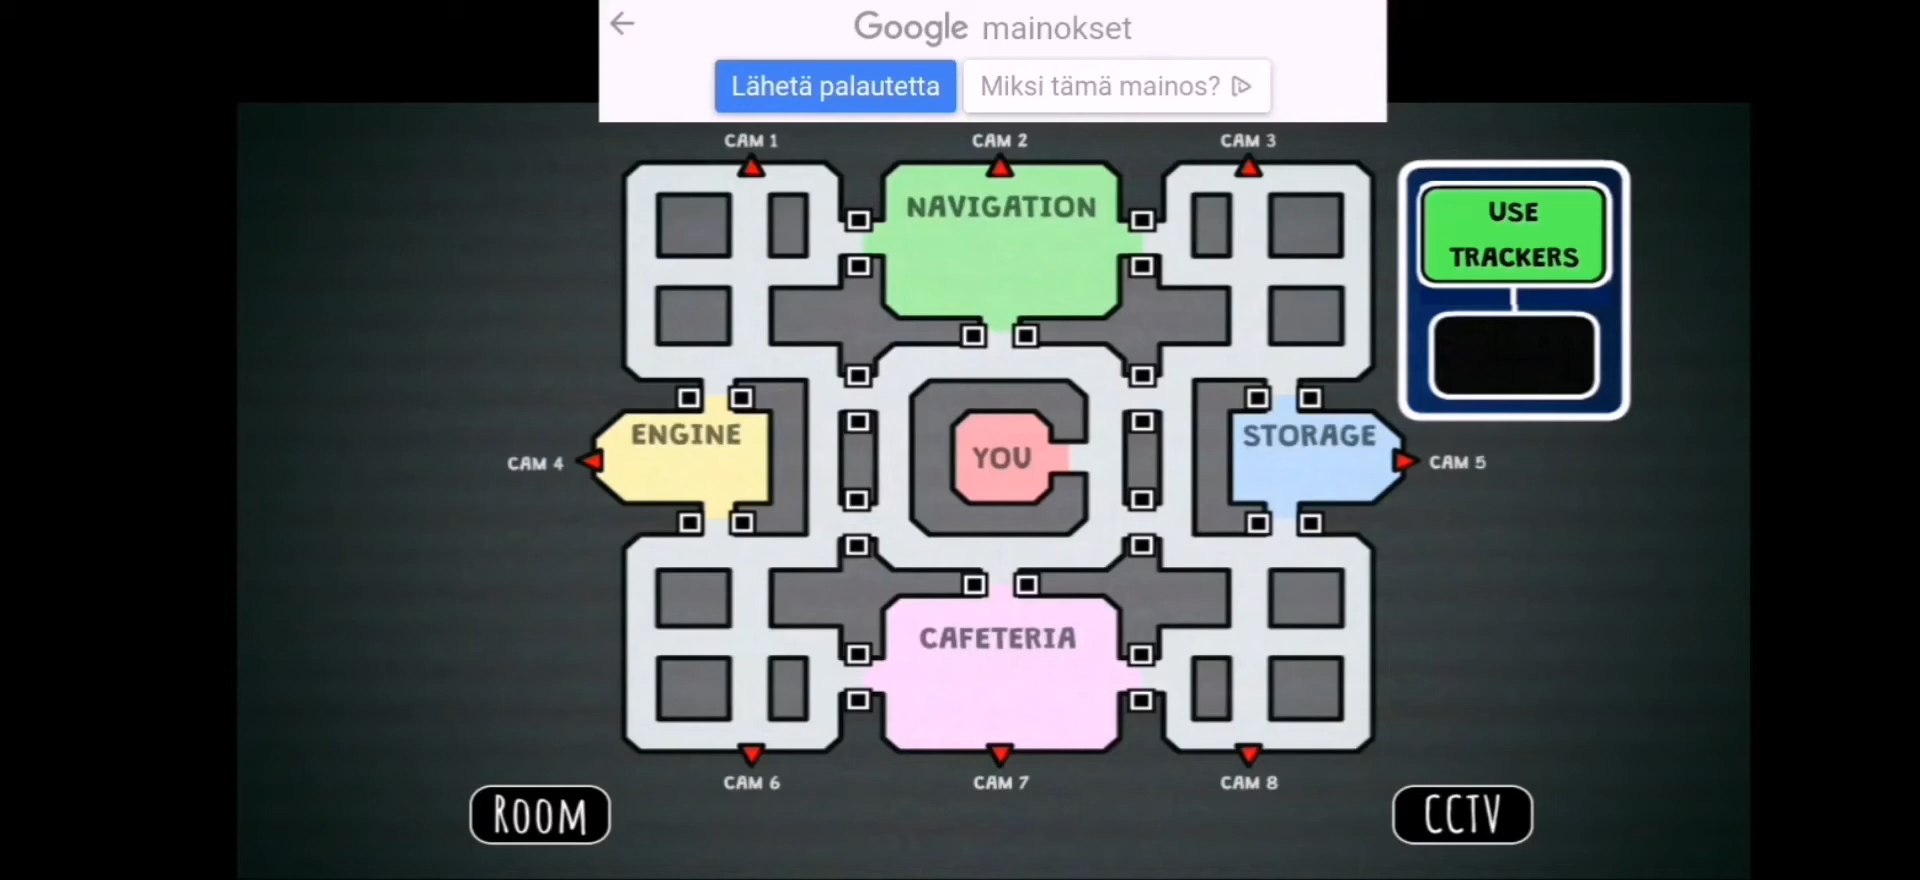 Google mainokset
Lähetä palautetta
Miksi tämä mainos?
CAM 1
CAM 2
CAM 3
NAVIGATION
USE
TRACKERS
ENGINE
YOU
STORAGE
CAM 4
CAM 5
CAFETERIA
CAM 6
CAM 7
CAM 8
ROOM
CCTV